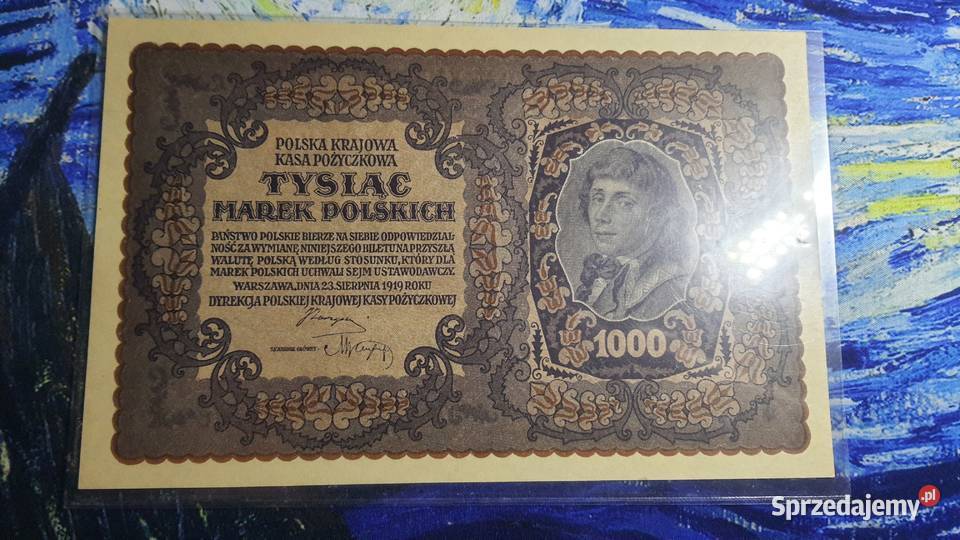 POLSKA KRAJOWA
KASA POŻYCZKOWA
TYSIĄC
MAREK POLSKICH
PAŃSTWO POLSKIE BIERZE NA SIEBIE ODPOWIEDZIAL
NOŚĆ ZA WYMIANĘ NINIEJSZEGO BILETU NA PRZYSZŁĄ
WALUTĘ POLSKĄ WEDŁUG STOSUNKU, KTÓRY DLA
MAREK POLSKICH UCHWALI SEJM USTAWODAWCZY.
WARSZAWA, DNIA 23. SIERPNIA 1919 ROKU
DYREKCJA POLSKIEJ KRAJOWEJ KASY POŻYCZKOWEJ
SKARBNIK GŁÓWNY -
1000
Sprzedajemy.pl